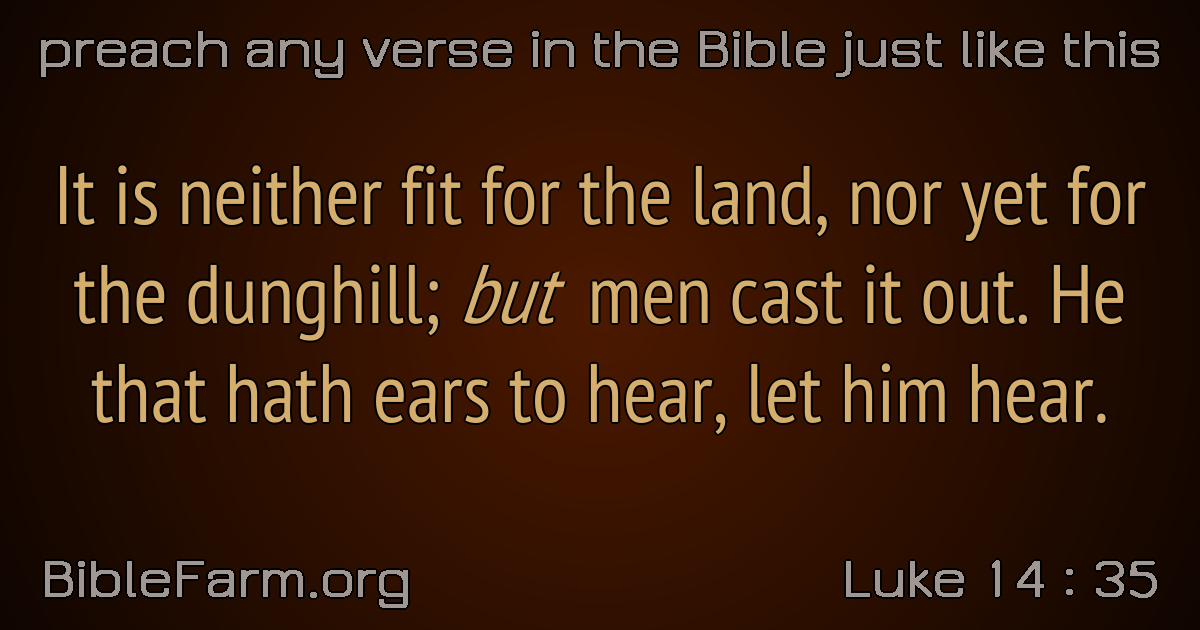 preach any verse in the Bible just like this
It is neither fit for the land, nor yet for
the dunghill; but men cast it out. He
that hath ears to hear, let him hear.
BibleFarm.org
Luke 14 : 35